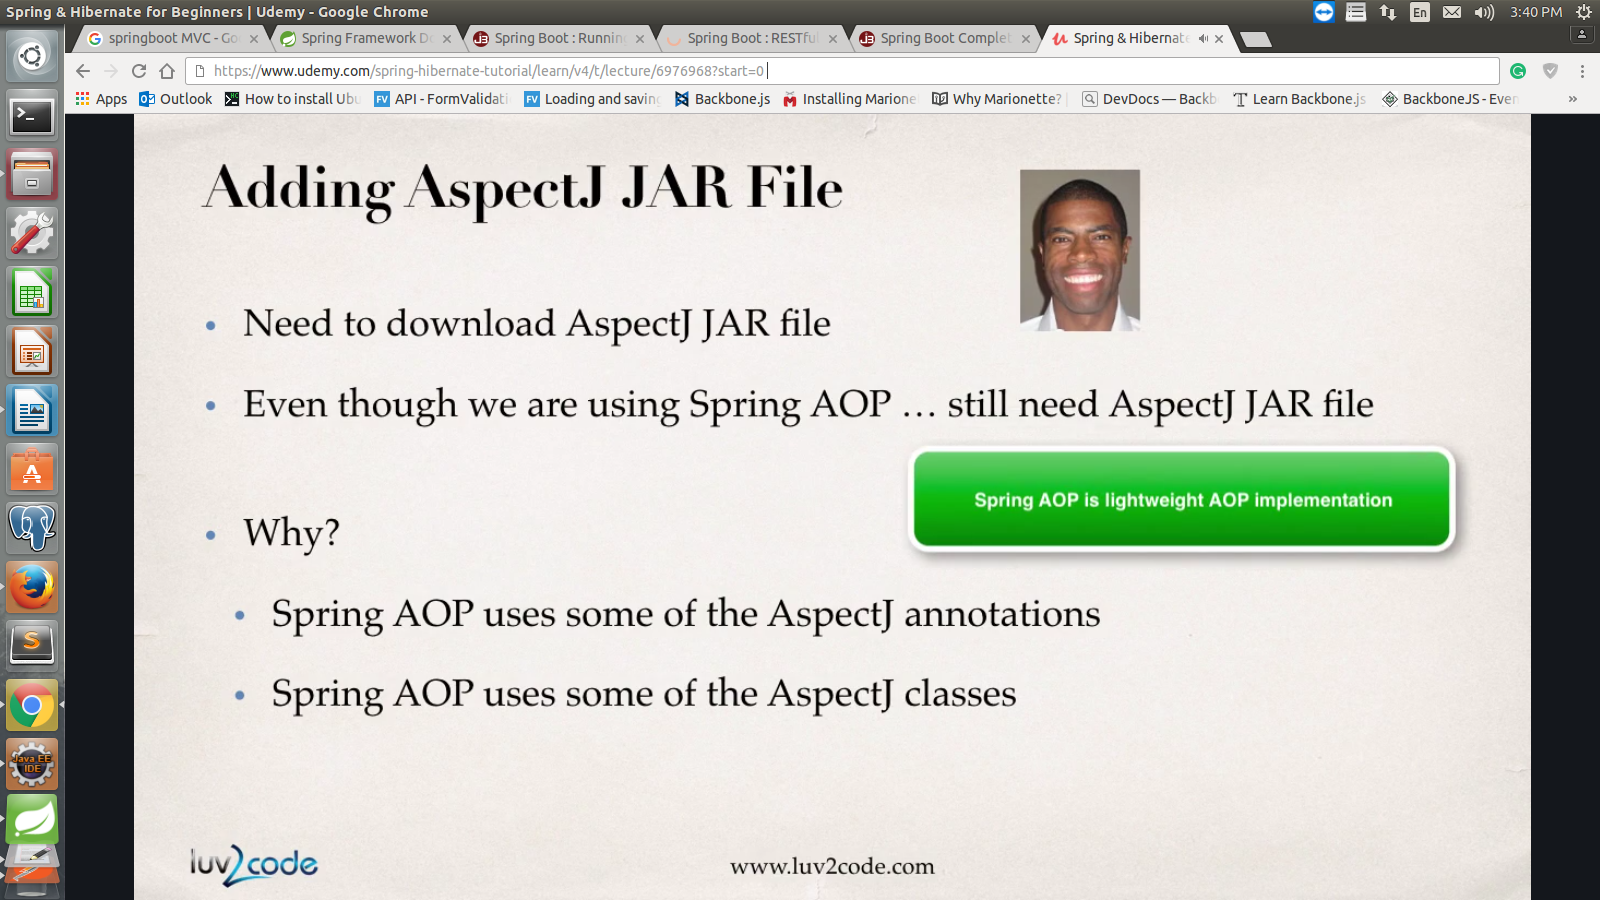 Spring & Hibernate for Beginners | Udemy - Google Chrome
En
3:40 PM
springboot MVC - Go
Spring Framework D
Spring Boot : Runnin
Spring Boot : RESTfu
Spring Boot Complet
Spring & Hibernate
https://www.udemy.com/spring-hibernate-tutorial/learn/v4/t/lecture/6976968?start=0
Apps
Outlook
How to install Ubu
API - FormValidati
Loading and saving
Backbone.js
Installing Marione
Why Marionette?
DevDocs — Backb
Learn Backbone.js
BackboneJS - Even
»
Adding AspectJ JAR File
• Need to download AspectJ JAR file
• Even though we are using Spring AOP … still need AspectJ JAR file
Spring AOP is lightweight AOP implementation
• Why?
• Spring AOP uses some of the AspectJ annotations
• Spring AOP uses some of the AspectJ classes
Java EE
IDE
luv2code
www.luv2code.com